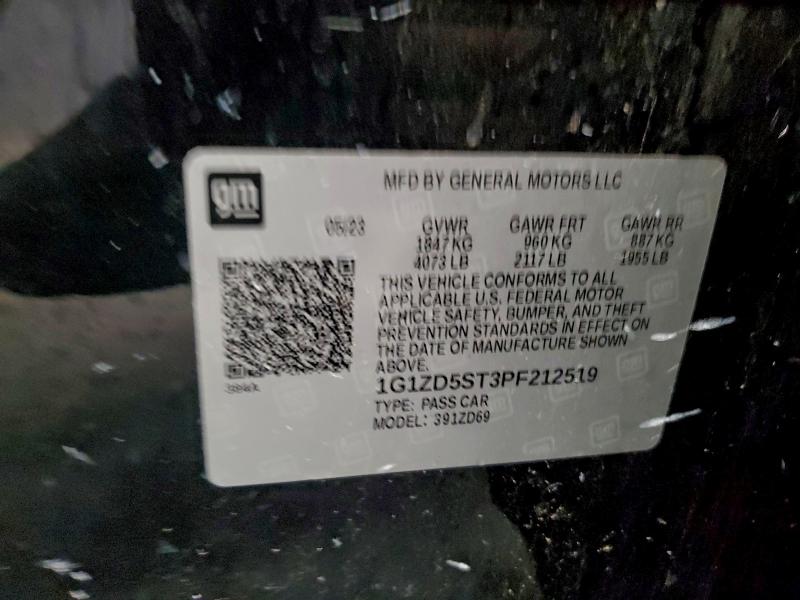 gm
MFD BY GENERAL MOTORS LLC
05/23 GVWR GAWR FRT GAWR RR
1847 KG 960 KG 887 KG
4073 LB 2117 LB 1955 LB
THIS VEHICLE CONFORMS TO ALL
APPLICABLE U.S. FEDERAL MOTOR
VEHICLE SAFETY, BUMPER, AND THEFT
PREVENTION STANDARDS IN EFFECT ON
THE DATE OF MANUFACTURE SHOWN
ABOVE.
1G1ZD5ST3PF212519
TYPE: PASS CAR
MODEL: 391ZD69